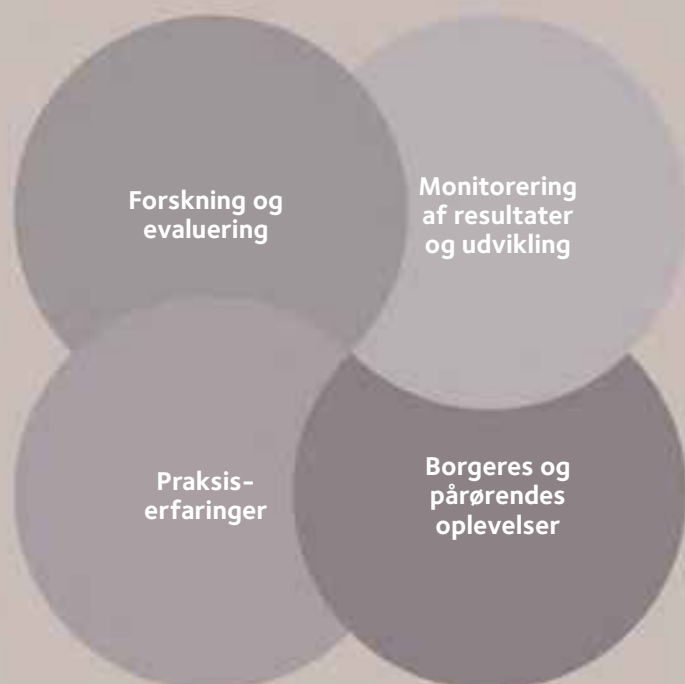 Forskning og
evaluering
Monitorering
af resultater
og udvikling
Praksis-
erfaringer
Borgeres og
pårørendes
oplevelser